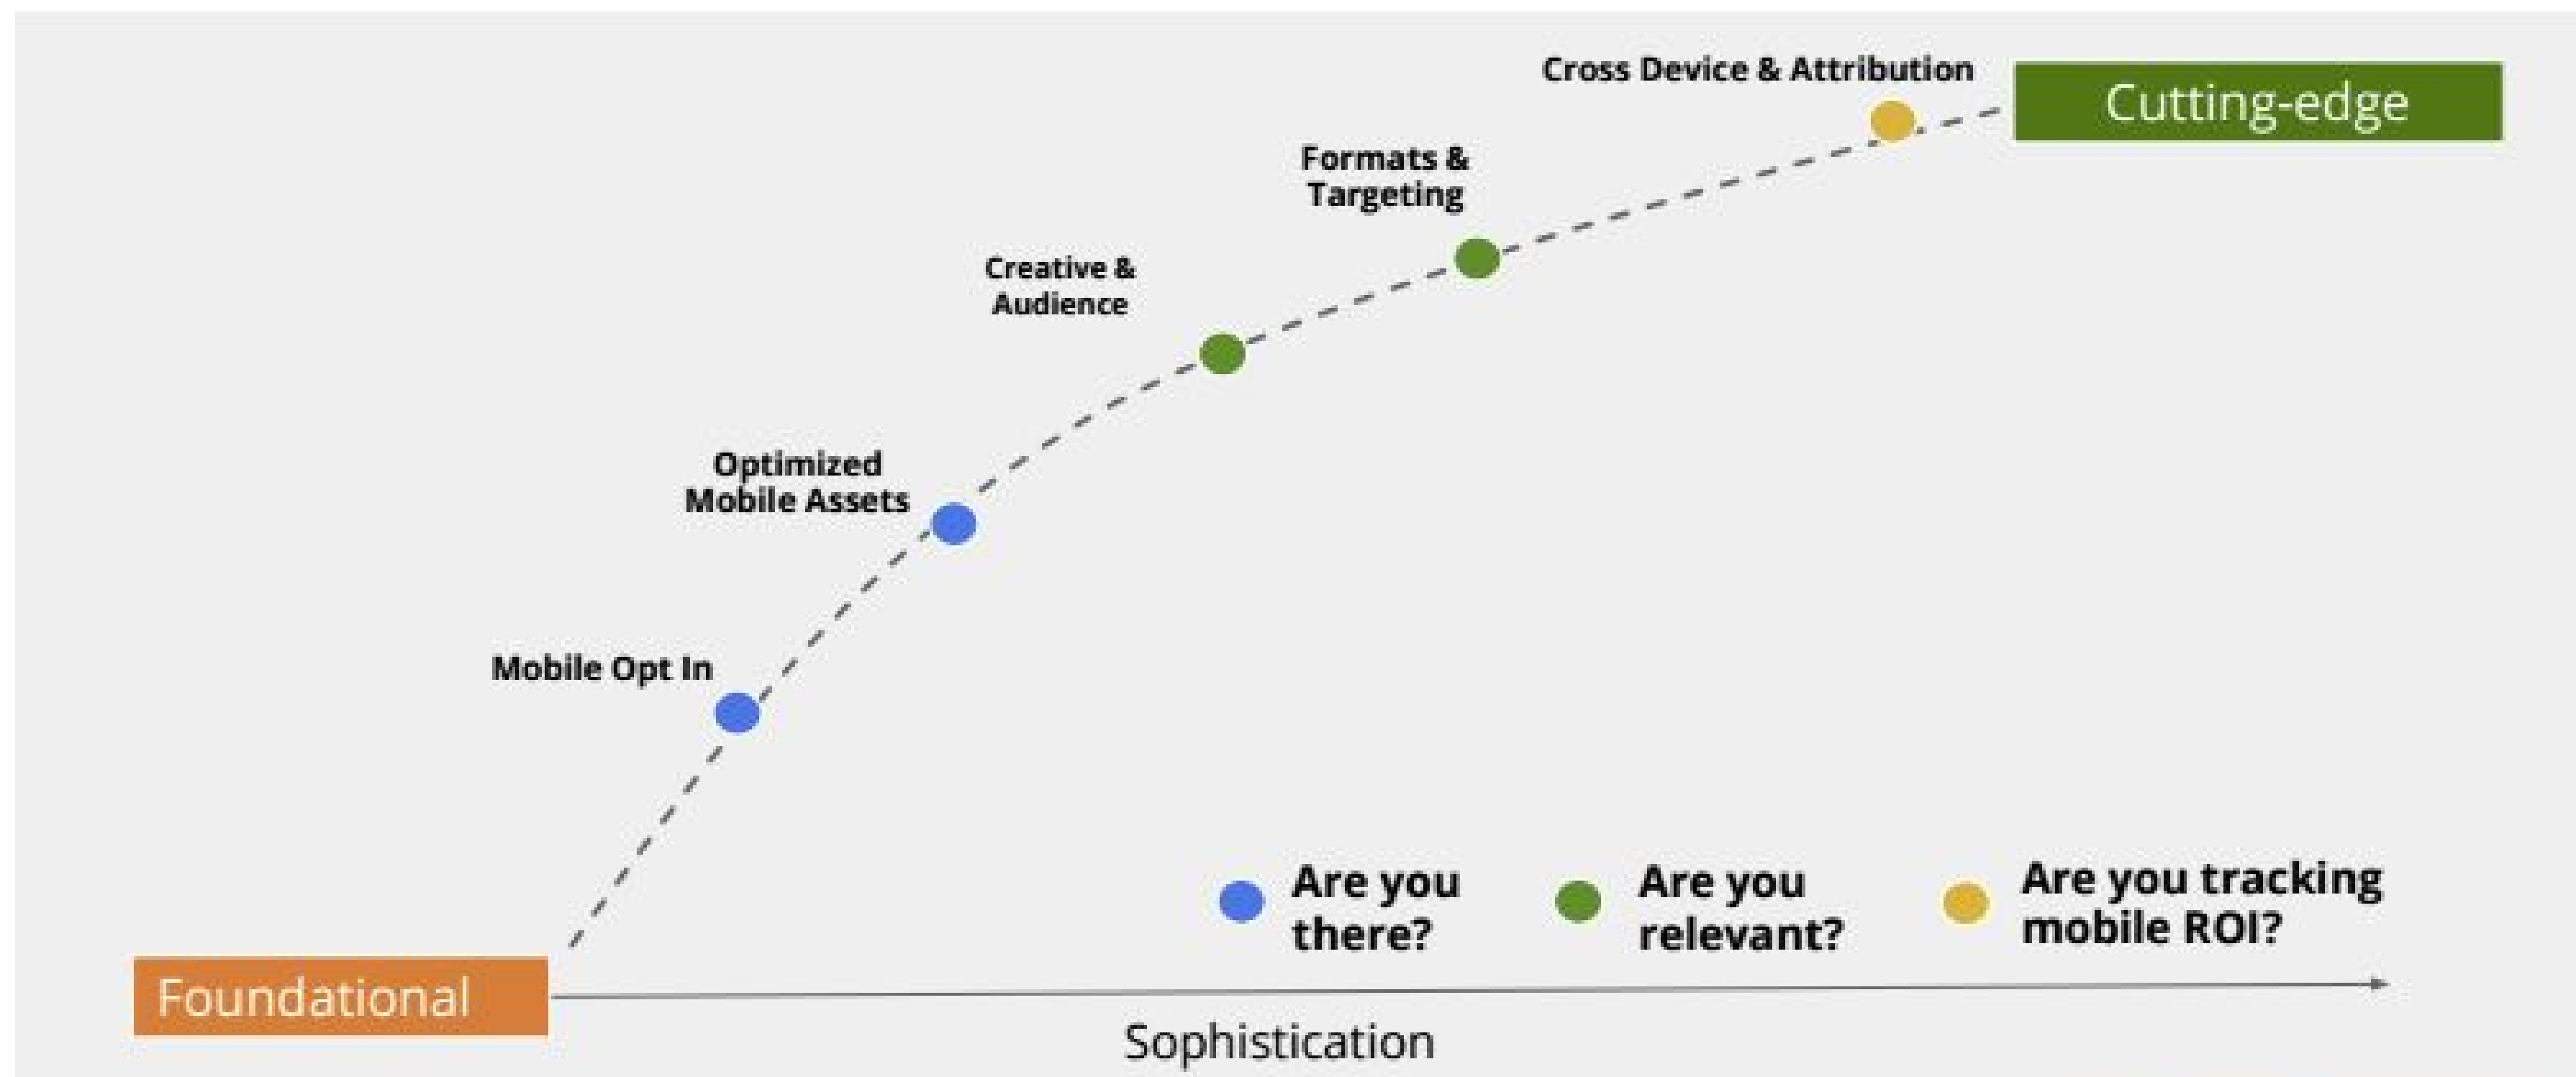 Cross Device & Attribution
Cutting-edge
Formats &
Targeting
Creative &
Audience
Optimized
Mobile Assets
Mobile Opt In
Are you
there?
Are you
relevant?
Are you tracking
mobile ROI?
Foundational
Sophistication